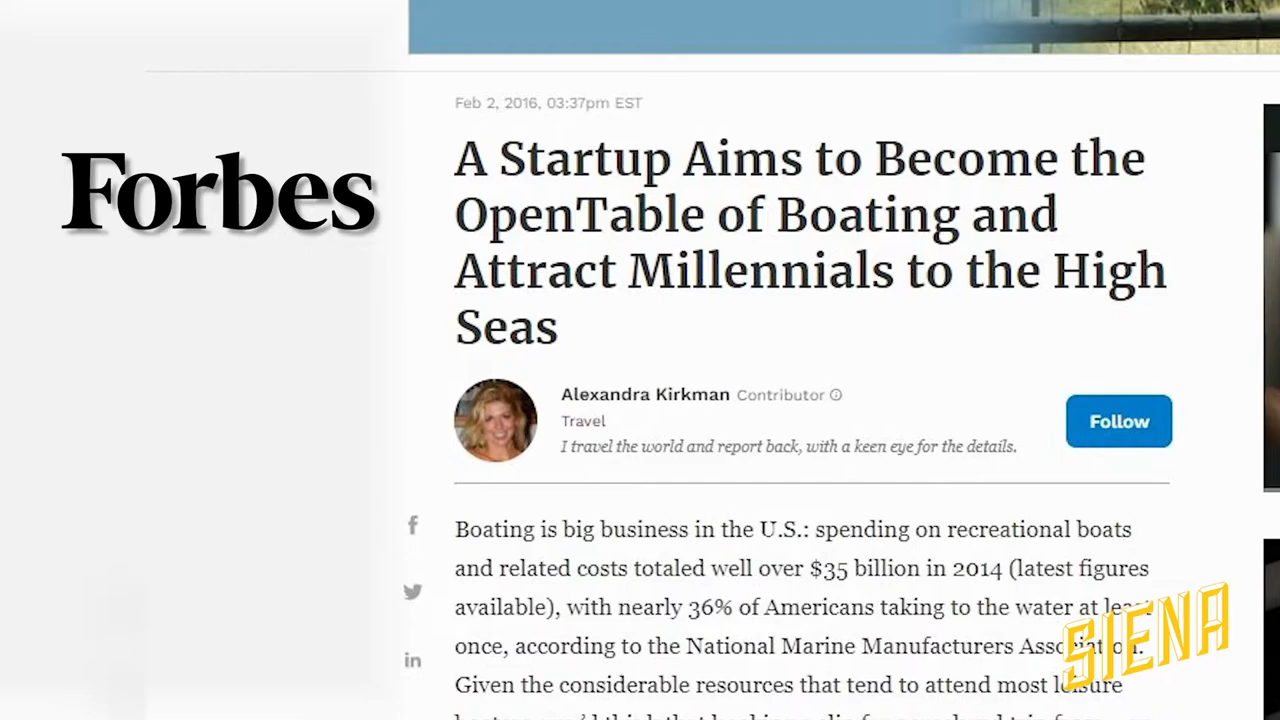 Forbes
Feb 2, 2016, 03:37pm EST
A Startup Aims to Become the
OpenTable of Boating and
Attract Millennials to the High
Seas
Alexandra Kirkman Contributor
Travel
I travel the world and report back, with a keen eye for the details.
Follow
Boating is big business in the U.S.: spending on recreational boats
and related costs totaled well over $35 billion in 2014 (latest figures
available), with nearly 36% of Americans taking to the water at least
once, according to the National Marine Manufacturers Association.
Given the considerable resources that tend to attend most leisure
SIENA